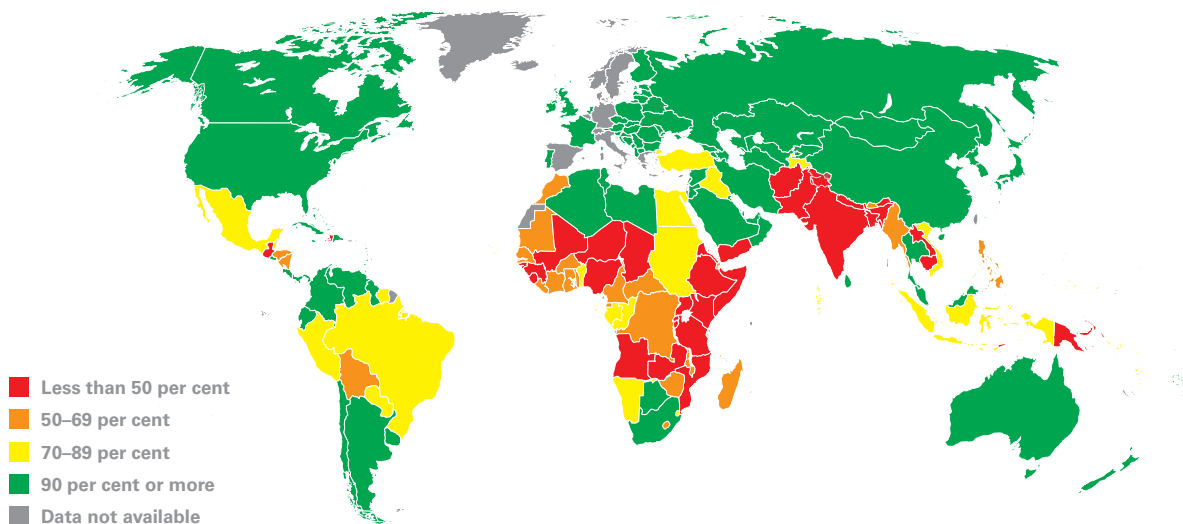 Less than 50 per cent
50–69 per cent
70–89 per cent
90 per cent or more
Data not available